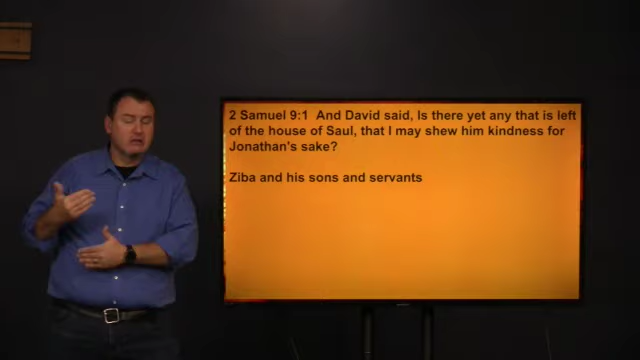 2 Samuel 9:1 And David said, Is there yet any that is left
of the house of Saul, that I may shew him kindness for
Jonathan's sake?
Ziba and his sons and servants